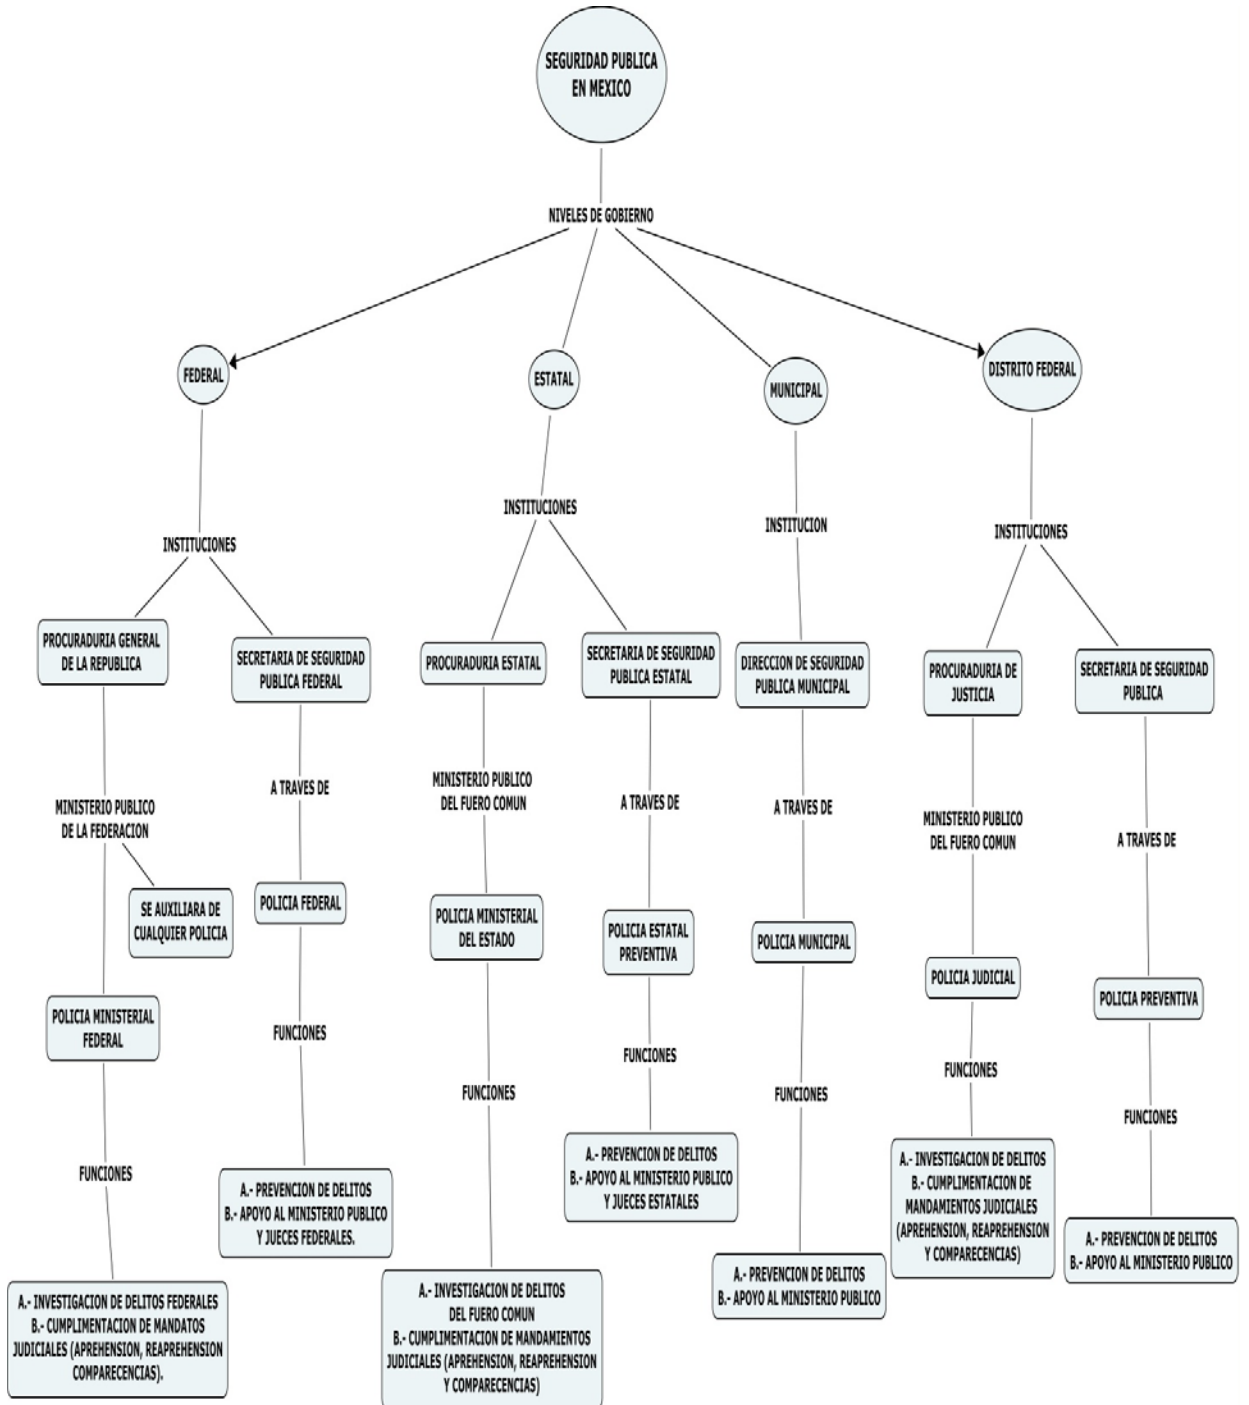 SEGURIDAD PUBLICA
EN MEXICO
NIVELES DE GOBIERNO
FEDERAL
ESTATAL
MUNICIPAL
DISTRITO FEDERAL
INSTITUCIONES
INSTITUCIONES
INSTITUCION
INSTITUCIONES
PROCURADURIA GENERAL
DE LA REPUBLICA
SECRETARIA DE SEGURIDAD
PUBLICA FEDERAL
PROCURADURIA ESTATAL
SECRETARIA DE SEGURIDAD
PUBLICA ESTATAL
DIRECCION DE SEGURIDAD
PUBLICA MUNICIPAL
PROCURADURIA DE
JUSTICIA
SECRETARIA DE SEGURIDAD
PUBLICA
MINISTERIO PUBLICO
DE LA FEDERACION
A TRAVES DE
MINISTERIO PUBLICO
DEL FUERO COMUN
A TRAVES DE
A TRAVES DE
MINISTERIO PUBLICO
DEL FUERO COMUN
A TRAVES DE
SE AUXILIARA DE
CUALQUIER POLICIA
POLICIA FEDERAL
POLICIA MINISTERIAL
DEL ESTADO
POLICIA ESTATAL
PREVENTIVA
POLICIA MUNICIPAL
POLICIA JUDICIAL
POLICIA PREVENTIVA
POLICIA MINISTERIAL
FEDERAL
FUNCIONES
FUNCIONES
FUNCIONES
FUNCIONES
FUNCIONES
FUNCIONES
FUNCIONES
A.- INVESTIGACION DE DELITOS FEDERALES
B.- CUMPLIMENTACION DE MANDATOS
JUDICIALES (APREHENSION, REAPREHENSION
COMPARECENCIAS).
A.- PREVENCION DE DELITOS
B.- APOYO AL MINISTERIO PUBLICO
Y JUECES FEDERALES.
A.- INVESTIGACION DE DELITOS
DEL FUERO COMUN
B.- CUMPLIMENTACION DE MANDAMIENTOS
JUDICIALES (APREHENSION, REAPREHENSION
Y COMPARECENCIAS)
A.- PREVENCION DE DELITOS
B.- APOYO AL MINISTERIO PUBLICO
Y JUECES ESTATALES
A.- PREVENCION DE DELITOS
B.- APOYO AL MINISTERIO PUBLICO
A.- INVESTIGACION DE DELITOS
B.- CUMPLIMENTACION DE
MANDAMIENTOS JUDICIALES
(APREHENSION, REAPREHENSION
Y COMPARECENCIAS)
A.- PREVENCION DE DELITOS
B.- APOYO AL MINISTERIO PUBLICO